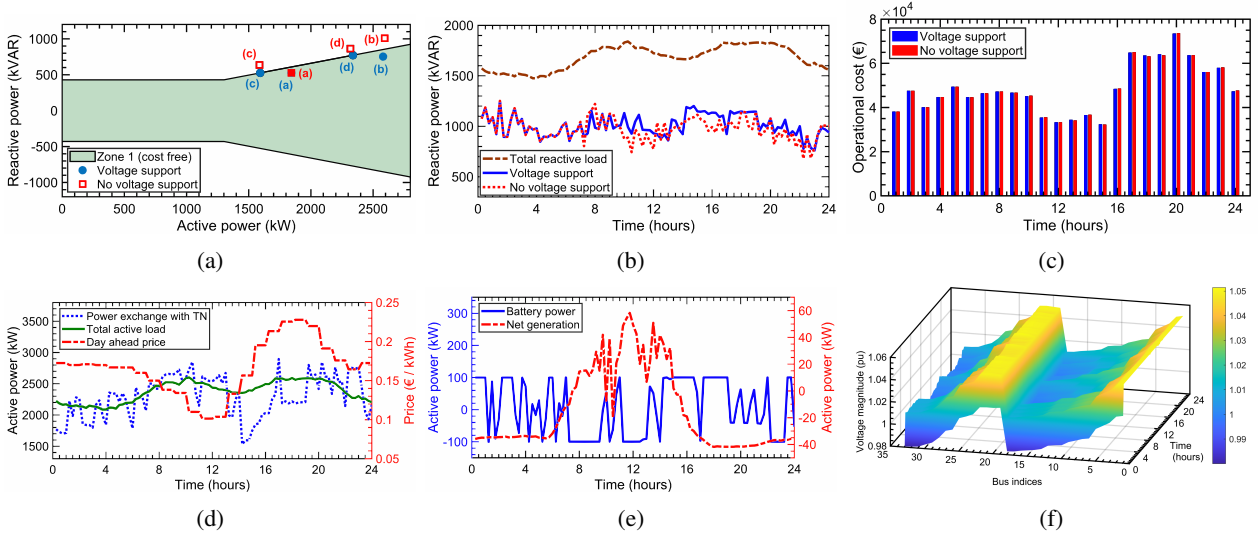 1000
500
0
-500
-1000
Reactive power (kVAR)
(c)
(d)
(b)
(c)
(a)
(a)
(d)
(b)
Zone 1 (cost free)
Voltage support
No voltage support
0 500 1000 1500 2000 2500
Active power (kW)
(a)
2000
1500
1000
500
Reactive power (kVAR)
Total reactive load
Voltage support
No voltage support
0 4 8 12 16 20 24
Time (hours)
(b)
×10⁴
8
6
4
2
0
Operational cost (€)
Voltage support
No voltage support
0 4 8 12 16 20 24
Time (hours)
(c)
3500
3000
2500
2000
1500
Active power (kW)
Power exchange with TN
Total active load
Day ahead price
0.25
0.2
0.15
0.1
0.05
Price (€ / kWh)
0 4 8 12 16 20 24
Time (hours)
(d)
300
200
100
0
-100
Active power (kW)
Battery power
Net generation
60
40
20
0
-20
-40
Active power (kW)
0 4 8 12 16 20 24
Time (hours)
(e)
1.06
1.04
1.02
1
0.98
Voltage magnitude (pu)
35 30 25 20 15 10 5 0
Bus indices
0 4 8 12 16 20 24
Time
(hours)
1.05
1.04
1.03
1.02
1.01
1
0.99
(f)